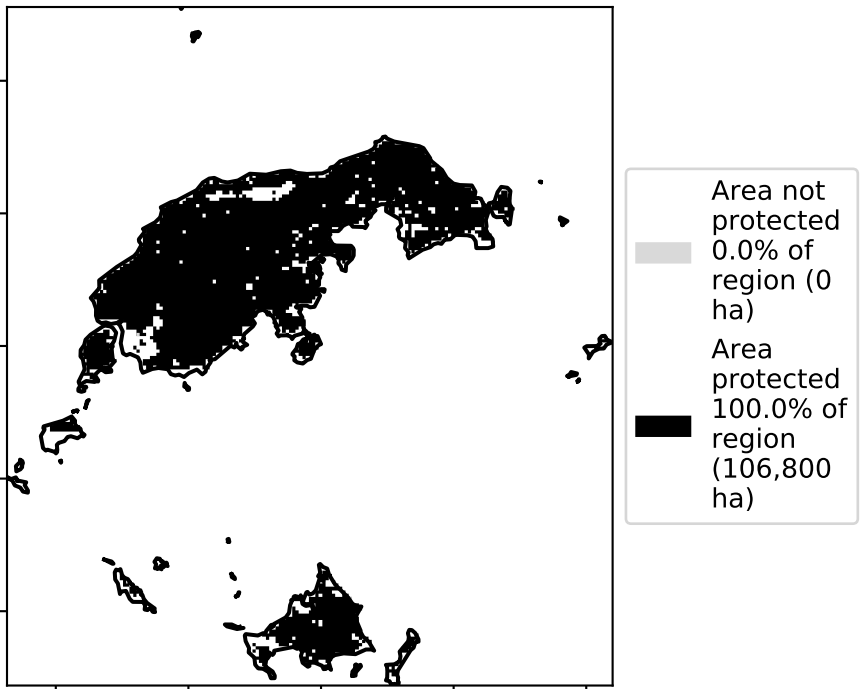 Area not
protected
0.0% of
region (0
ha)
Area
protected
100.0% of
region
(106,800
ha)